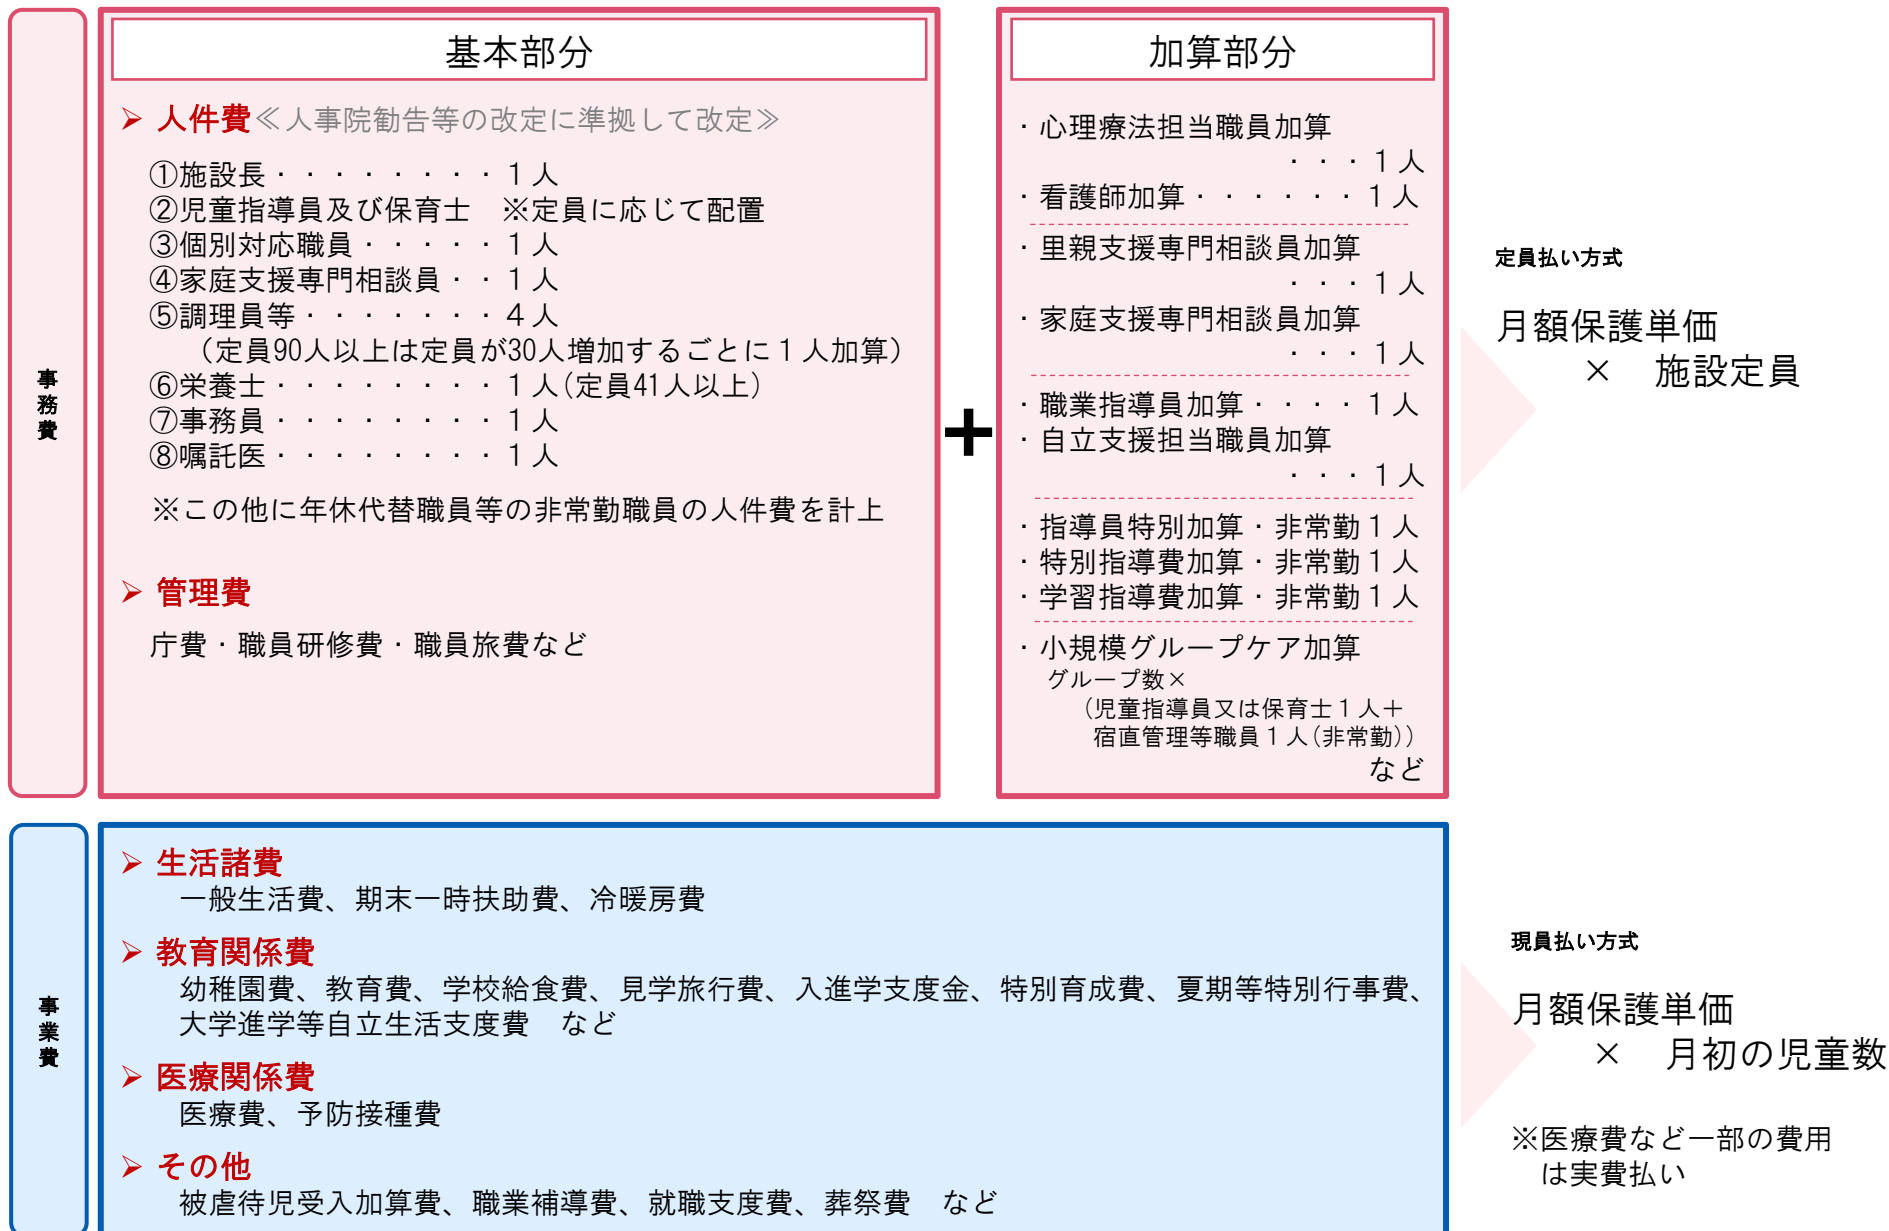 事務費
基本部分
➢ 人件費≪人事院勧告等の改定に準拠して改定≫
①施設長・・・・・・・・１人
②児童指導員及び保育士　※定員に応じて配置
③個別対応職員・・・・・１人
④家庭支援専門相談員・・１人
⑤調理員等・・・・・・・４人
（定員90人以上は定員が30人増加するごとに１人加算）
⑥栄養士・・・・・・・・１人(定員41人以上)
⑦事務員・・・・・・・・１人
⑧嘱託医・・・・・・・・１人
※この他に年休代替職員等の非常勤職員の人件費を計上
➢ 管理費
庁費・職員研修費・職員旅費など
＋
加算部分
・心理療法担当職員加算
・・・１人
・看護師加算・・・・・・１人
・里親支援専門相談員加算
・・・１人
・家庭支援専門相談員加算
・・・１人
・職業指導員加算・・・・１人
・自立支援担当職員加算
・・・１人
・指導員特別加算・非常勤１人
・特別指導費加算・非常勤１人
・学習指導費加算・非常勤１人
・小規模グループケア加算
グループ数×
（児童指導員又は保育士１人＋
宿直管理等職員１人(非常勤)）
など
定員払い方式
月額保護単価
×　施設定員
事業費
➢ 生活諸費
一般生活費、期末一時扶助費、冷暖房費
➢ 教育関係費
幼稚園費、教育費、学校給食費、見学旅行費、入進学支度金、特別育成費、夏期等特別行事費、
大学進学等自立生活支度費　など
➢ 医療関係費
医療費、予防接種費
➢ その他
被虐待児受入加算費、職業補導費、就職支度費、葬祭費　など
現員払い方式
月額保護単価
×　月初の児童数
※医療費など一部の費用
は実費払い